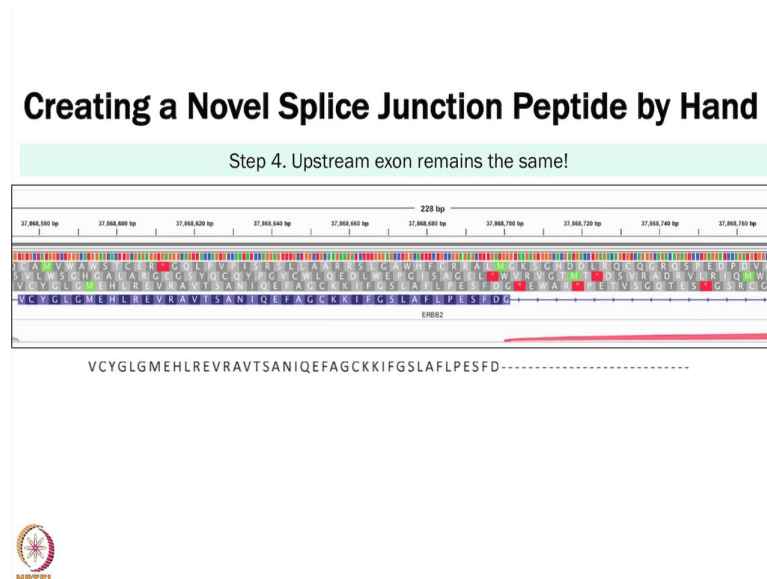 Creating a Novel Splice Junction Peptide by Hand
Step 4. Upstream exon remains the same!
228 bp
37,868,580 bp 37,868,600 bp 37,868,620 bp 37,868,640 bp 37,868,660 bp 37,868,680 bp 37,868,700 bp 37,868,720 bp 37,868,740 bp 37,868,760 bp
V C Y G L G M E H L R E V R A V T S A N I Q E F A G C K K I F G S L A F L P E S F D G * E W A R * P E T V S G Q T E S * G S R C G
V C Y G L G M E H L R E V R A V T S A N I Q E F A G C K K I F G S L A F L P E S F D G
ERBB2
VCYGLGMEHLREVRAVTSANIQEFAGCKKIFGSLAFLPESFD-----------------------------
NPTEL